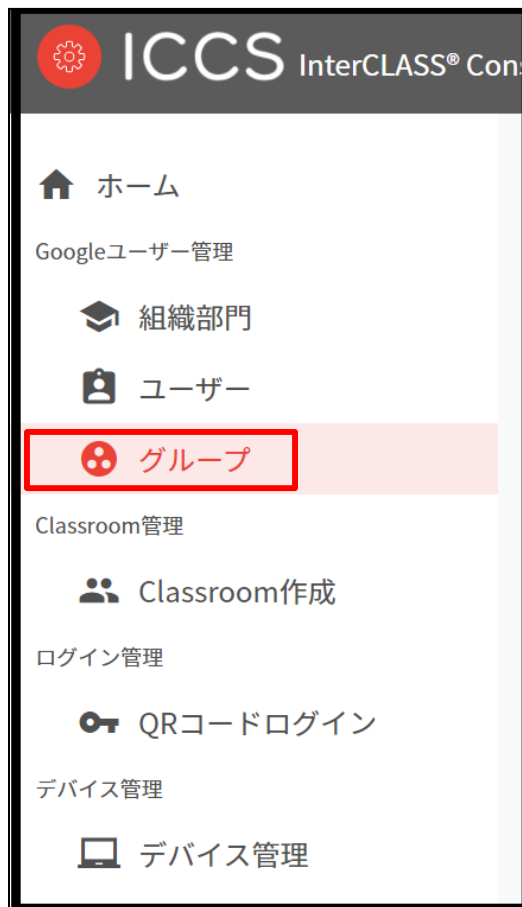 ICCS InterCLASS® Cons
ホーム
Googleユーザー管理
組織部門
ユーザー
グループ
Classroom管理
Classroom作成
ログイン管理
QRコードログイン
デバイス管理
デバイス管理